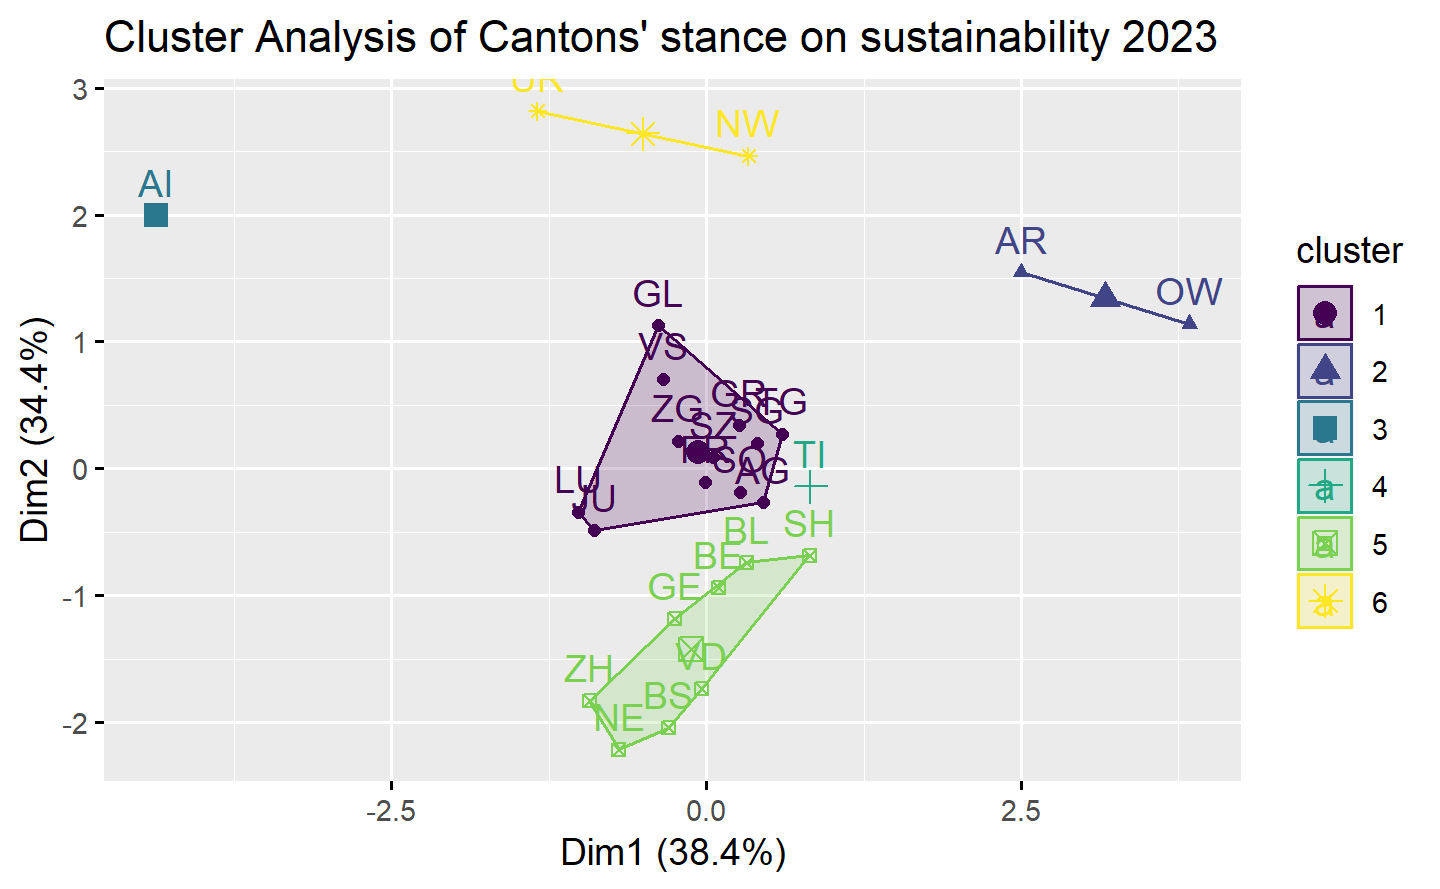 Cluster Analysis of Cantons' stance on sustainability 2023
3
UR
NW
AI
2
AR
OW
GL
1
VS
GR
TG
ZG
SG
SZ
FR
SO
AG
TI
0
LU
JU
SH
BL
BE
-1
GE
VD
ZH
BS
NE
-2
-2.5
0.0
2.5
Dim1 (38.4%)
Dim2 (34.4%)
cluster
a 1
a 2
a 3
a 4
a 5
a 6